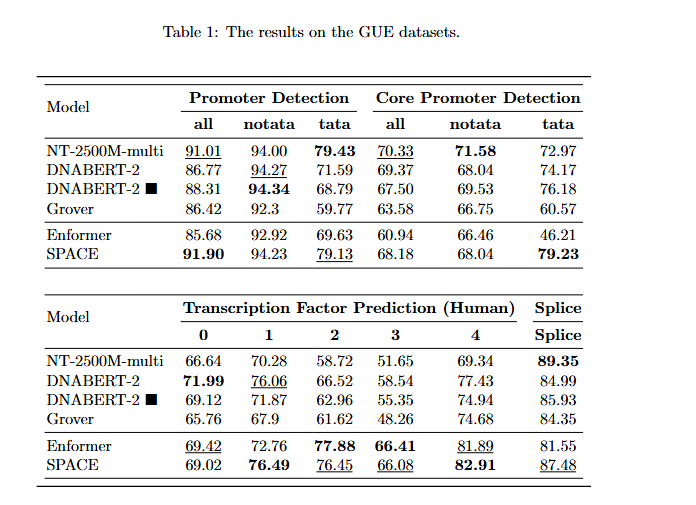 Table 1: The results on the GUE datasets.
Model Promoter Detection Core Promoter Detection
all notata tata all notata tata
NT-2500M-multi 91.01 94.00 79.43 70.33 71.58 72.97
DNABERT-2 86.77 94.27 71.59 69.37 68.04 74.17
DNABERT-2 ■ 88.31 94.34 68.79 67.50 69.53 76.18
Grover 86.42 92.3 59.77 63.58 66.75 60.57
Enformer 85.68 92.92 69.63 60.94 66.46 46.21
SPACE 91.90 94.23 79.13 68.18 68.04 79.23
Model Transcription Factor Prediction (Human) Splice
0 1 2 3 4 Splice
NT-2500M-multi 66.64 70.28 58.72 51.65 69.34 89.35
DNABERT-2 71.99 76.06 66.52 58.54 77.43 84.99
DNABERT-2 ■ 69.12 71.87 62.96 55.35 74.94 85.93
Grover 65.76 67.9 61.62 48.26 74.68 84.35
Enformer 69.42 72.76 77.88 66.41 81.89 81.55
SPACE 69.02 76.49 76.45 66.08 82.91 87.48